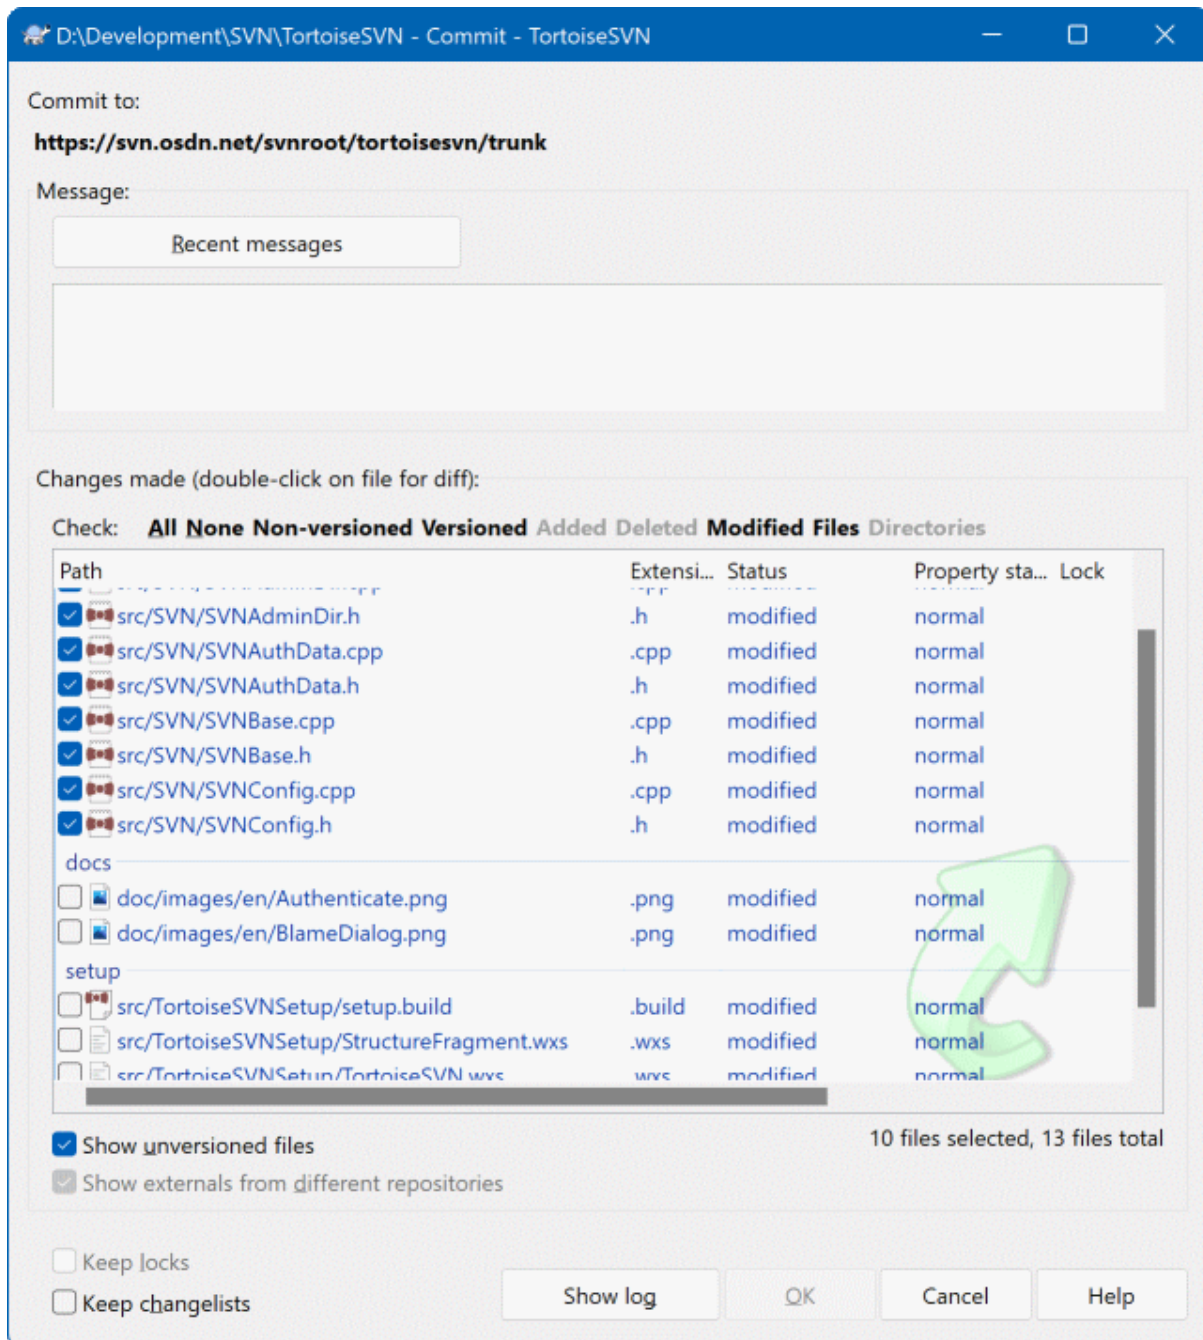 D:\Development\SVN\TortoiseSVN - Commit - TortoiseSVN
Commit to:
https://svn.osdn.net/svnroot/tortoisesvn/trunk
Message:
Recent messages
Changes made (double-click on file for diff):
Check: All None Non-versioned Versioned Added Deleted Modified Files Directories
Path Extensi... Status Property sta... Lock
src/SVN/SVNAdminDir.h .h modified normal
src/SVN/SVNAuthData.cpp .cpp modified normal
src/SVN/SVNAuthData.h .h modified normal
src/SVN/SVNBase.cpp .cpp modified normal
src/SVN/SVNBase.h .h modified normal
src/SVN/SVNConfig.cpp .cpp modified normal
src/SVN/SVNConfig.h .h modified normal
docs
doc/images/en/Authenticate.png .png modified normal
doc/images/en/BlameDialog.png .png modified normal
setup
src/TortoiseSVNSetup/setup.build .build modified normal
src/TortoiseSVNSetup/StructureFragment.wxs .wxs modified normal
src/TortoiseSVNSetup/TortoiseSVN.wxs .wxs modified normal
Show unversioned files
10 files selected, 13 files total
Show externals from different repositories
Keep locks
Keep changelists
Show log OK Cancel Help